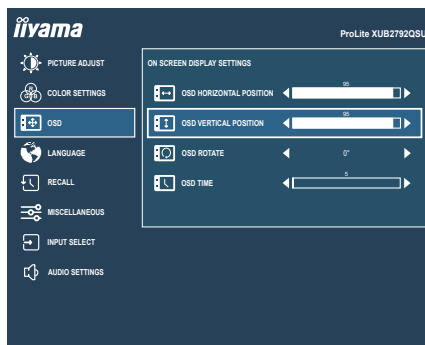 iiyama
ProLite XUB2792QSU
PICTURE ADJUST
COLOR SETTINGS
OSD
LANGUAGE
RECALL
MISCELLANEOUS
INPUT SELECT
AUDIO SETTINGS
ON SCREEN DISPLAY SETTINGS
OSD HORIZONTAL POSITION
95
OSD VERTICAL POSITION
95
OSD ROTATE
0°
OSD TIME
5